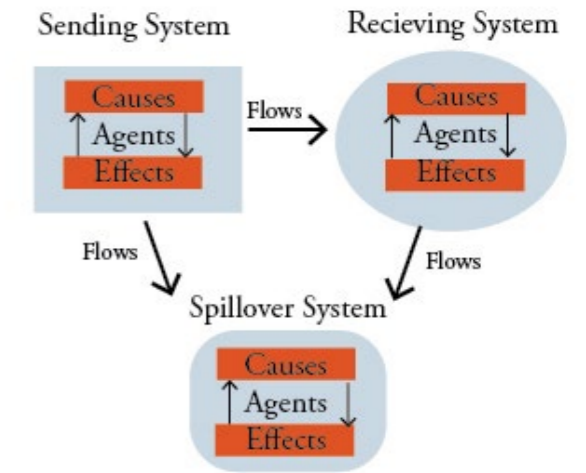 Sending System
Recieving System
Causes
Agents
Effects
Flows
Causes
Agents
Effects
Flows
Flows
Spillover System
Causes
Agents
Effects